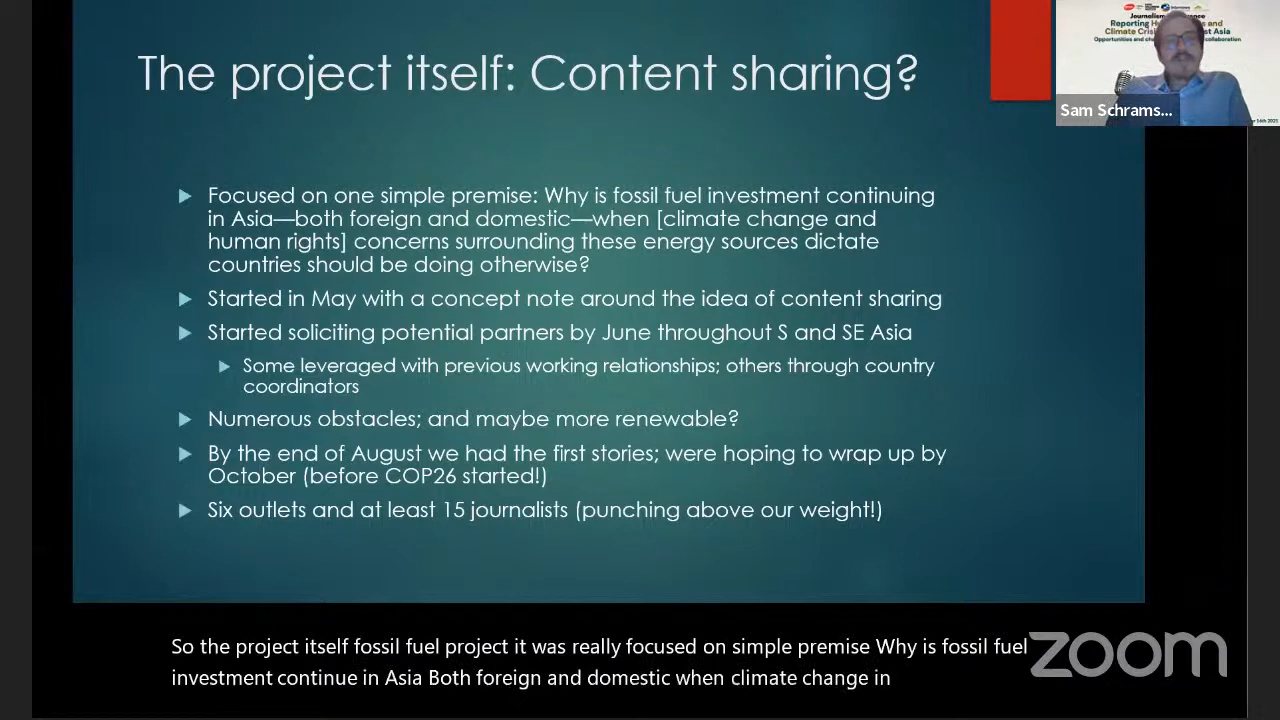 The project itself: Content sharing?
Focused on one simple premise: Why is fossil fuel investment continuing
in Asia—both foreign and domestic—when [climate change and
human rights] concerns surrounding these energy sources dictate
countries should be doing otherwise?
Started in May with a concept note around the idea of content sharing
Started soliciting potential partners by June throughout S and SE Asia
Some leveraged with previous working relationships; others through country
coordinators
Numerous obstacles; and maybe more renewable?
By the end of August we had the first stories; were hoping to wrap up by
October (before COP26 started!)
Six outlets and at least 15 journalists (punching above our weight!)
Reporting and
Climate
Opportunities and collaboration
Sam Schrams...
So the project itself fossil fuel project it was really focused on simple premise Why is fossil fuel
investment continue in Asia Both foreign and domestic when climate change in
zoom